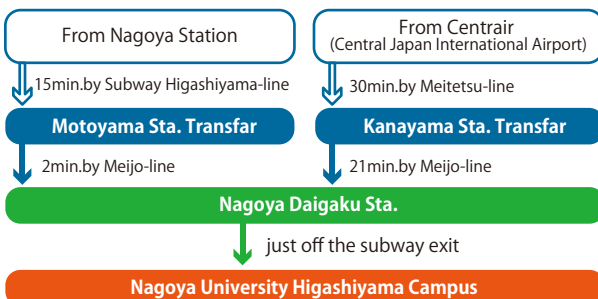 From Nagoya Station
15min.by Subway Higashiyama-line
Motoyama Sta. Transfar
2min.by Meijo-line
From Centrair
(Central Japan International Airport)
30min.by Meitetsu-line
Kanayama Sta. Transfar
21min.by Meijo-line
Nagoya Daigaku Sta.
just off the subway exit
Nagoya University Higashiyama Campus